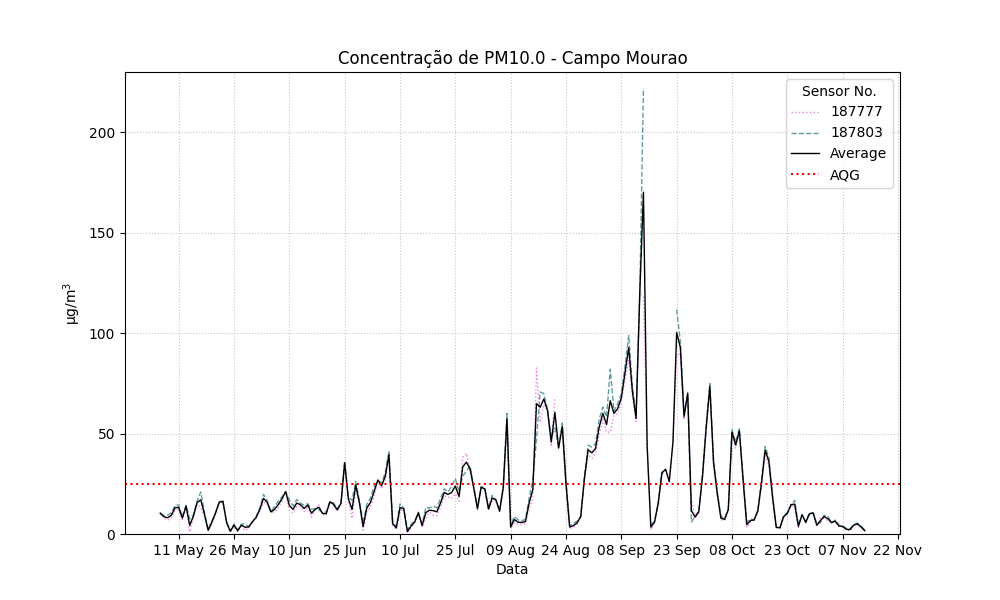 Concentração de PM10.0 - Campo Mourao
Sensor No.
187777
187803
Average
AQG
µg/m³
200
150
100
50
0
11 May 26 May 10 Jun 25 Jun 10 Jul 25 Jul 09 Aug 24 Aug 08 Sep 23 Sep 08 Oct 23 Oct 07 Nov 22 Nov
Data